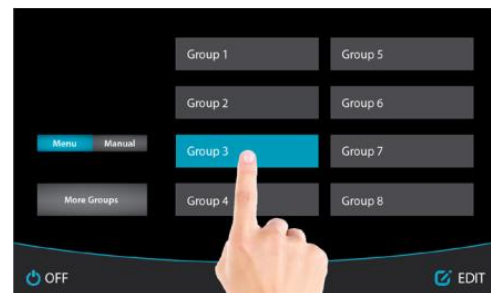 Group 1
Group 5
Group 2
Group 6
Menu
Manual
Group 3
Group 7
More Groups
Group 4
Group 8
OFF
EDIT